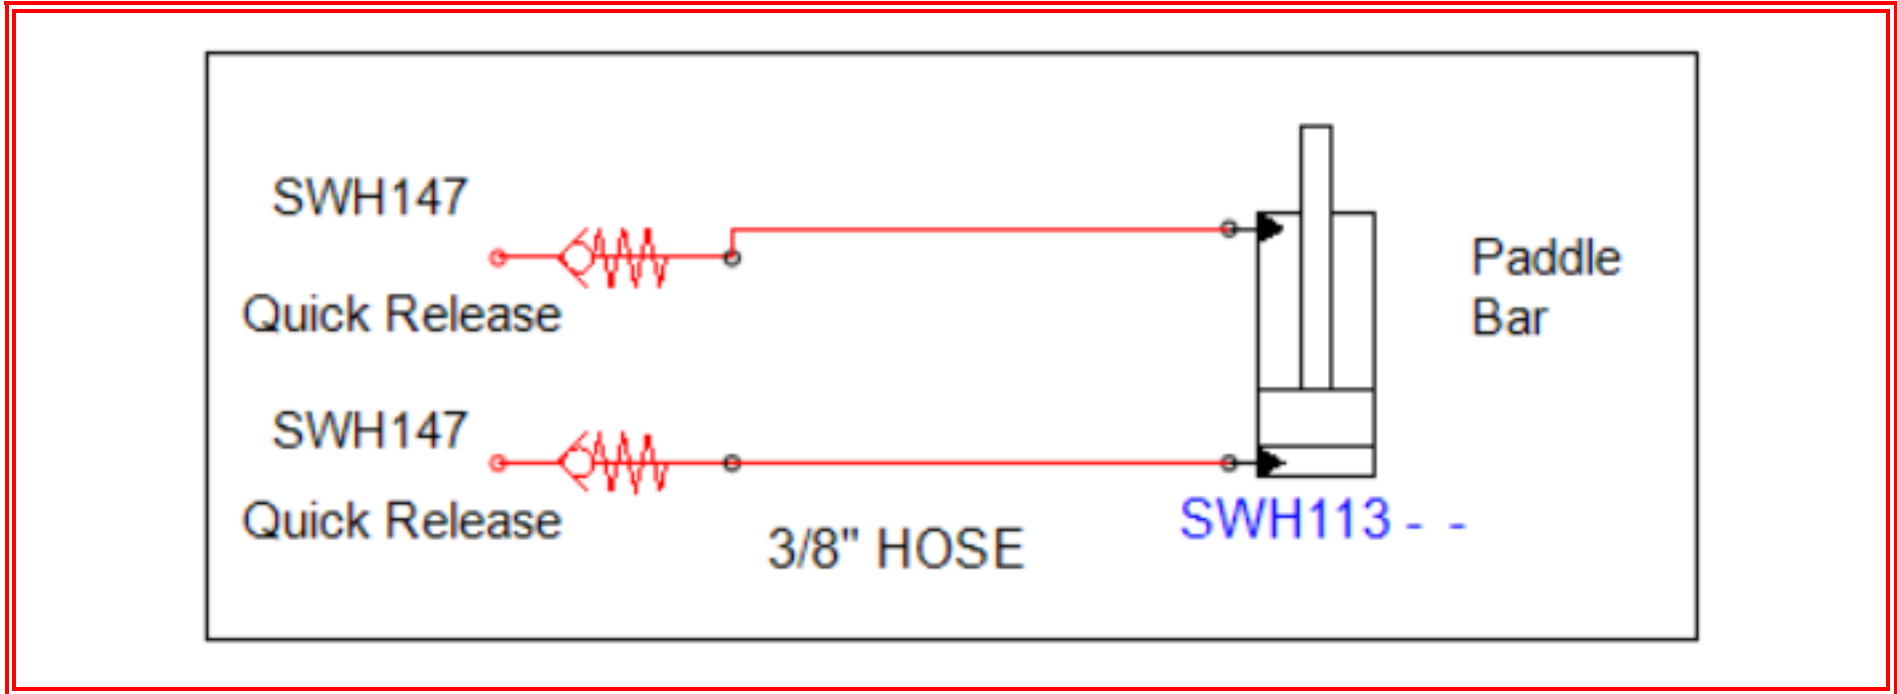 SWH147
Quick Release
Paddle
Bar
SWH147
Quick Release
3/8" HOSE
SWH113 - -